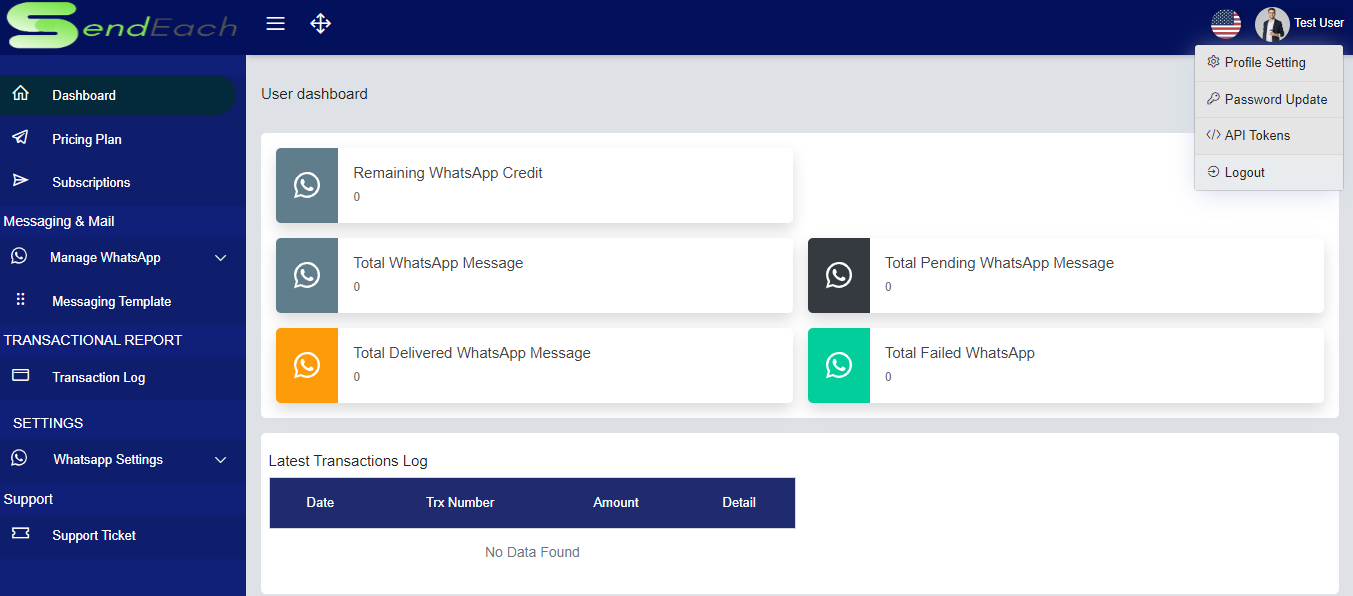 SendEach
Test User
Profile Setting
Password Update
API Tokens
Logout
Dashboard
Pricing Plan
Subscriptions
Messaging & Mail
Manage WhatsApp
Messaging Template
TRANSACTIONAL REPORT
Transaction Log
SETTINGS
Whatsapp Settings
Support
Support Ticket
User dashboard
Remaining WhatsApp Credit
0
Total WhatsApp Message
0
Total Pending WhatsApp Message
0
Total Delivered WhatsApp Message
0
Total Failed WhatsApp
0
Latest Transactions Log
Date Trx Number Amount Detail
No Data Found